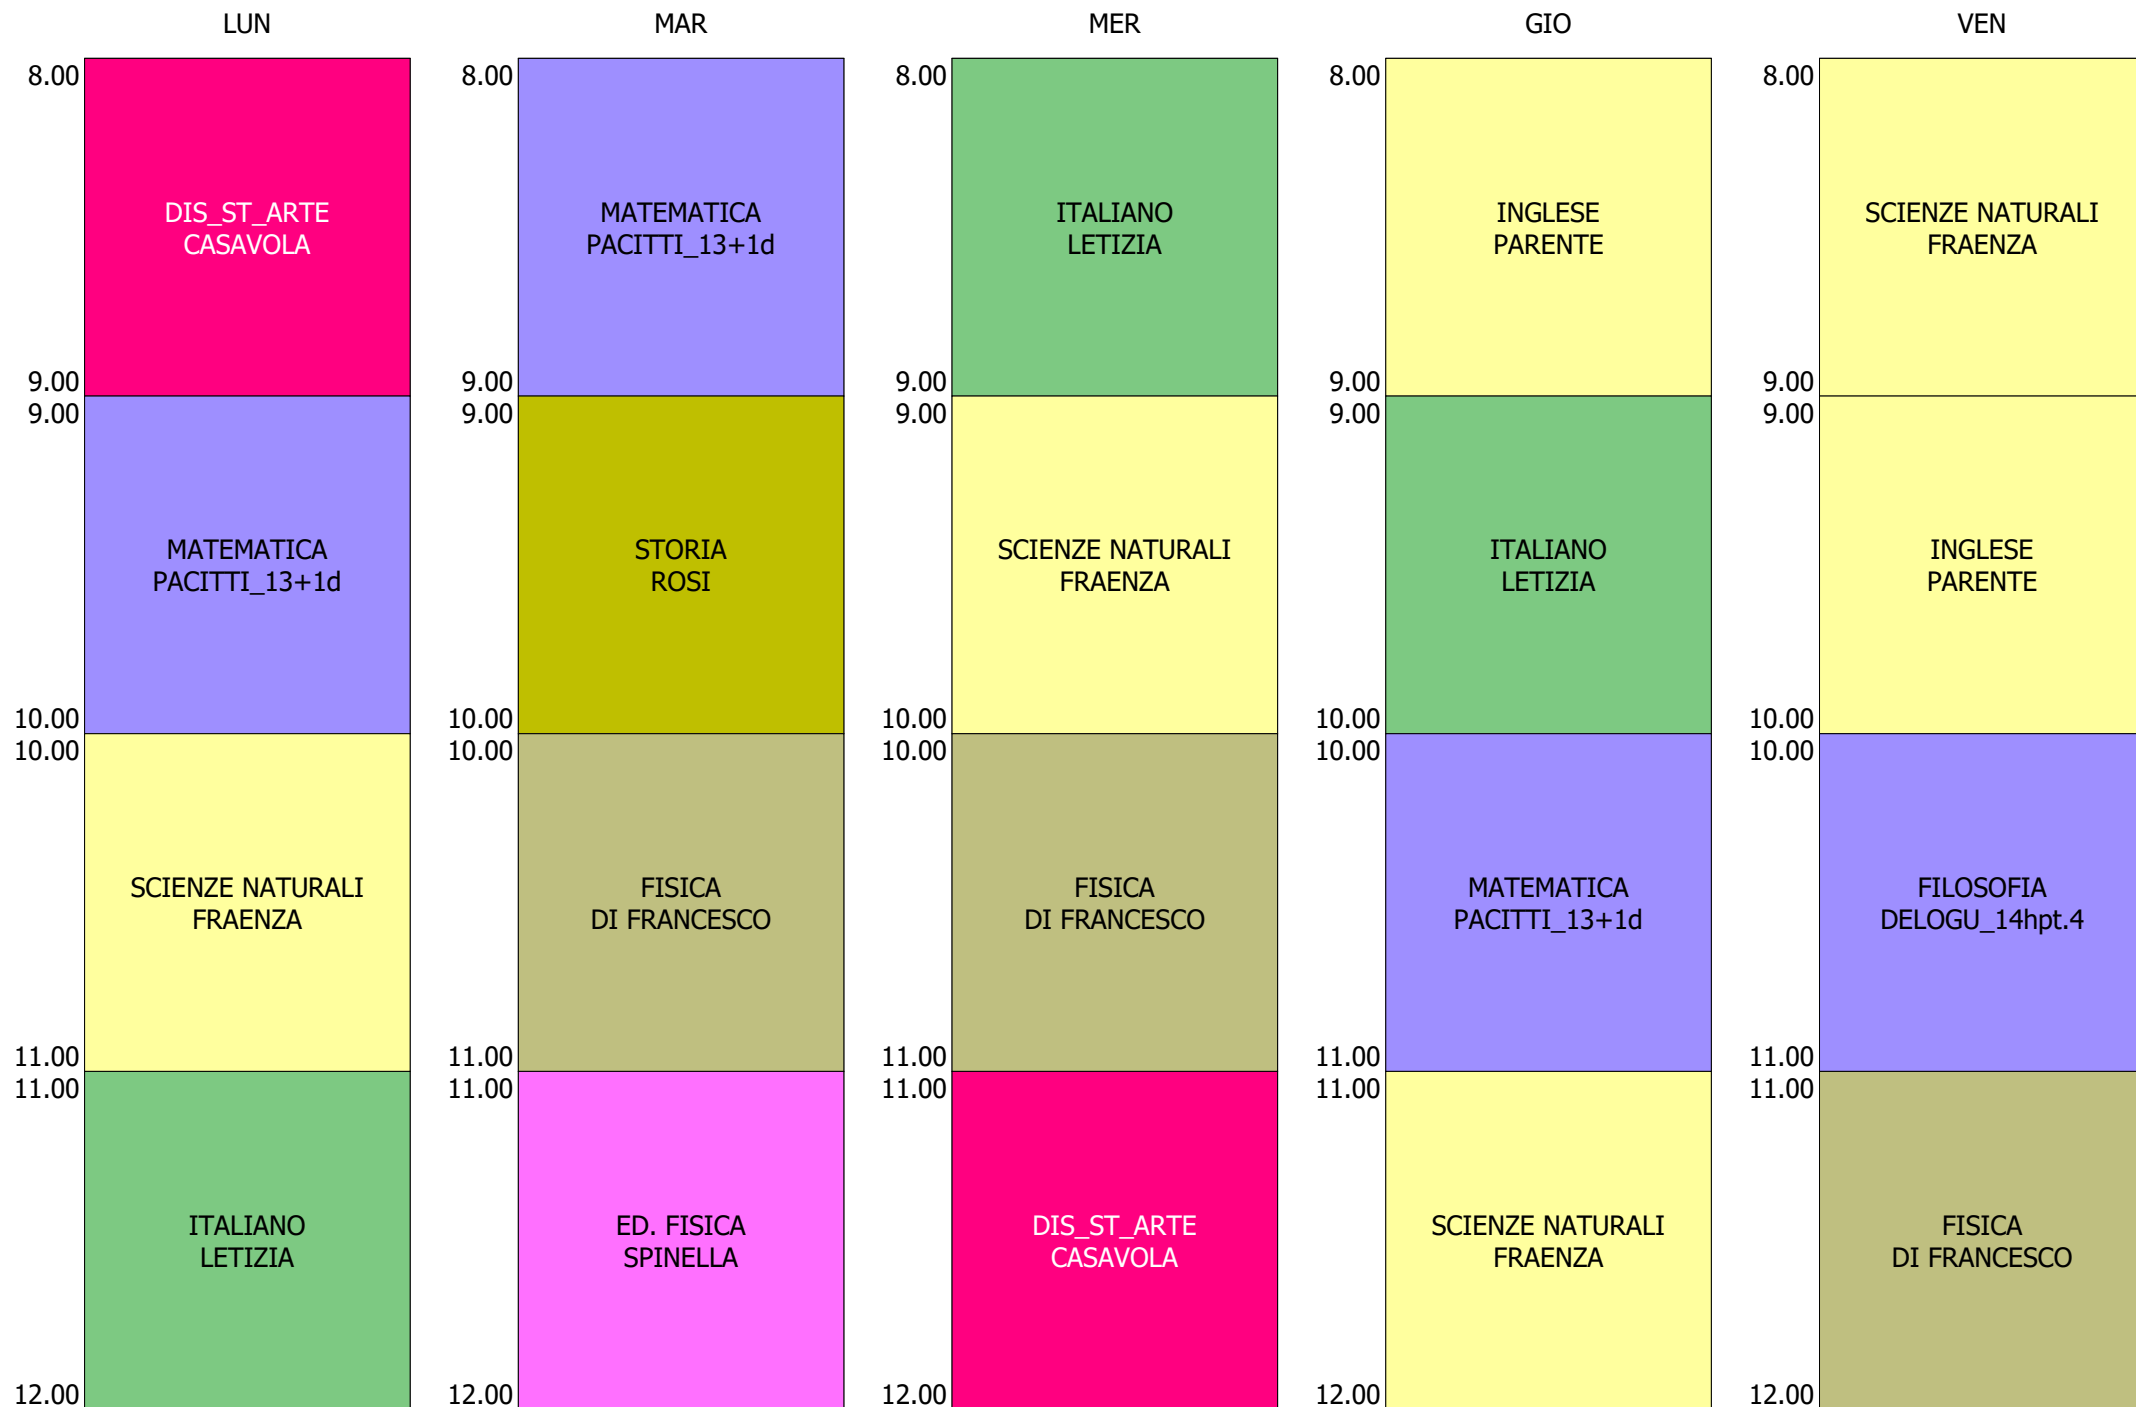 LUN
MAR
MER
GIO
VEN
8.00
8.00
8.00
8.00
8.00
DIS_ST_ARTE
CASAVOLA
MATEMATICA
PACITTI_13+1d
ITALIANO
LETIZIA
INGLESE
PARENTE
SCIENZE NATURALI
FRAENZA
9.00
9.00
9.00
9.00
9.00
9.00
9.00
9.00
9.00
9.00
MATEMATICA
PACITTI_13+1d
STORIA
ROSI
SCIENZE NATURALI
FRAENZA
ITALIANO
LETIZIA
INGLESE
PARENTE
10.00
10.00
10.00
10.00
10.00
10.00
10.00
10.00
10.00
10.00
SCIENZE NATURALI
FRAENZA
FISICA
DI FRANCESCO
FISICA
DI FRANCESCO
MATEMATICA
PACITTI_13+1d
FILOSOFIA
DELOGU_14hpt.4
11.00
11.00
11.00
11.00
11.00
11.00
11.00
11.00
11.00
11.00
ITALIANO
LETIZIA
ED. FISICA
SPINELLA
DIS_ST_ARTE
CASAVOLA
SCIENZE NATURALI
FRAENZA
FISICA
DI FRANCESCO
12.00
12.00
12.00
12.00
12.00